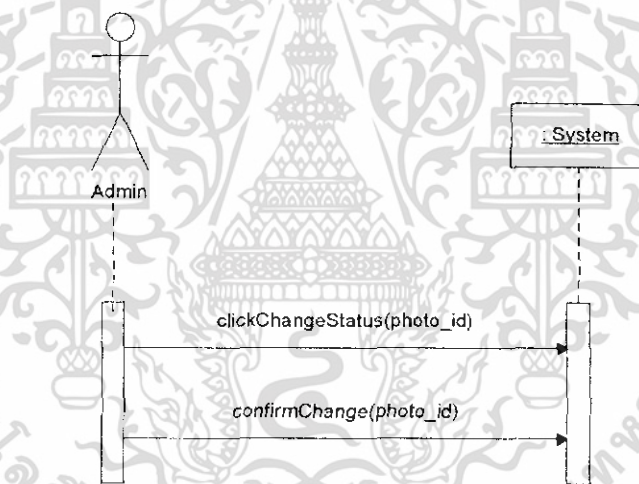 : System
Admin
clickChangeStatus(photo_id)
confirmChange(photo_id)